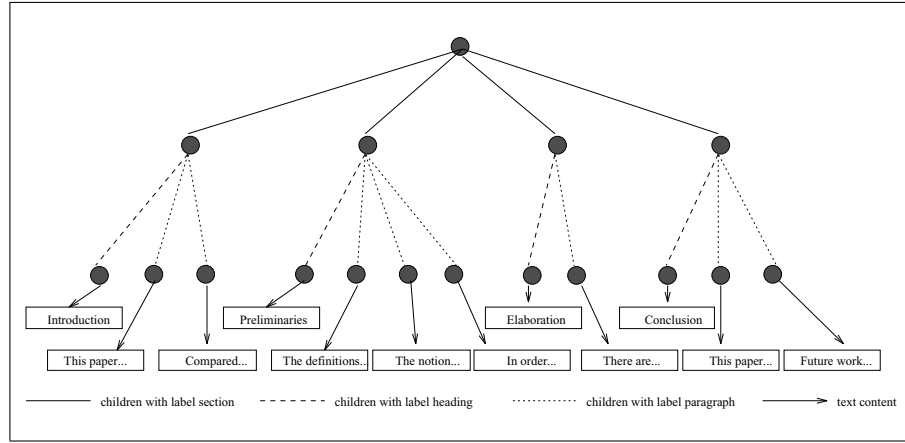 Introduction Preliminaries Elaboration Conclusion
This paper... Compared... The definitions... The notion... In order... There are... This paper... Future work...
children with label section children with label heading children with label paragraph text content